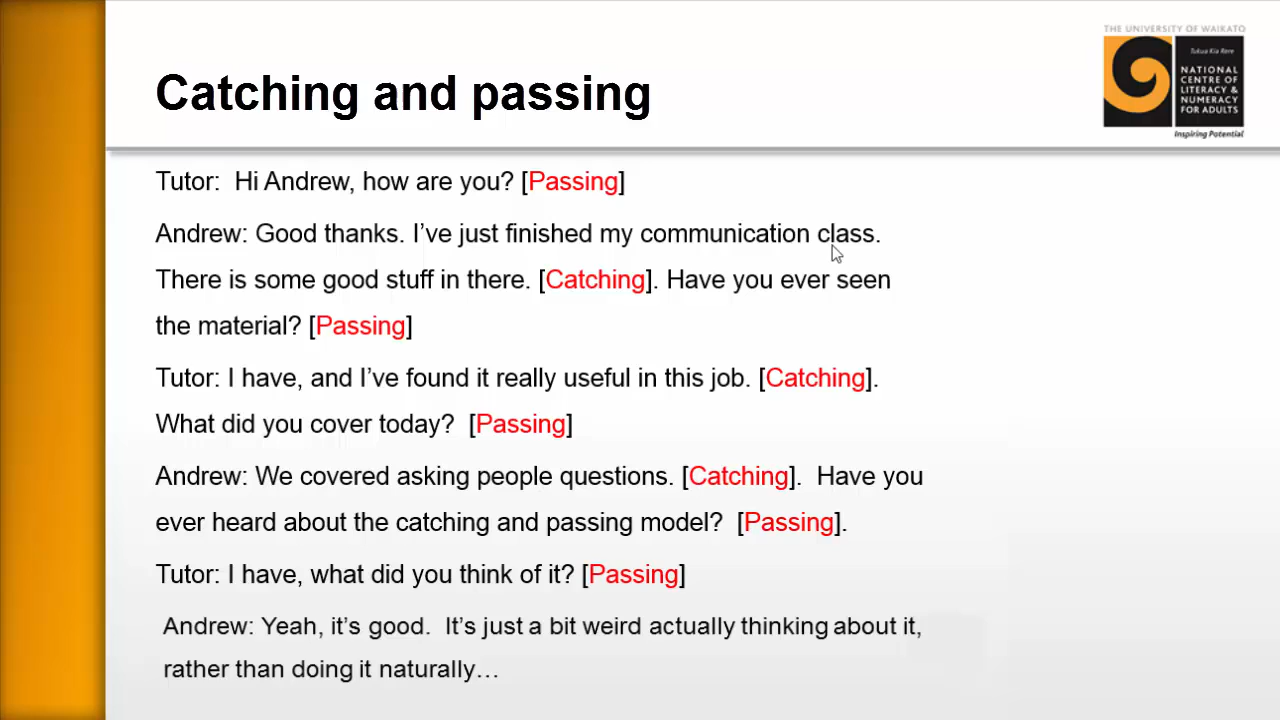 THE UNIVERSITY OF WAIKATO
Tukua Kia Rere
NATIONAL
CENTRE OF
LITERACY &
NUMERACY
FOR ADULTS
Inspiring Potential
Catching and passing
Tutor:  Hi Andrew, how are you? [Passing]
Andrew: Good thanks. I’ve just finished my communication class.
There is some good stuff in there. [Catching]. Have you ever seen
the material? [Passing]
Tutor: I have, and I’ve found it really useful in this job. [Catching].
What did you cover today?  [Passing]
Andrew: We covered asking people questions. [Catching].  Have you
ever heard about the catching and passing model?  [Passing].
Tutor: I have, what did you think of it? [Passing]
Andrew: Yeah, it’s good.  It’s just a bit weird actually thinking about it,
rather than doing it naturally…